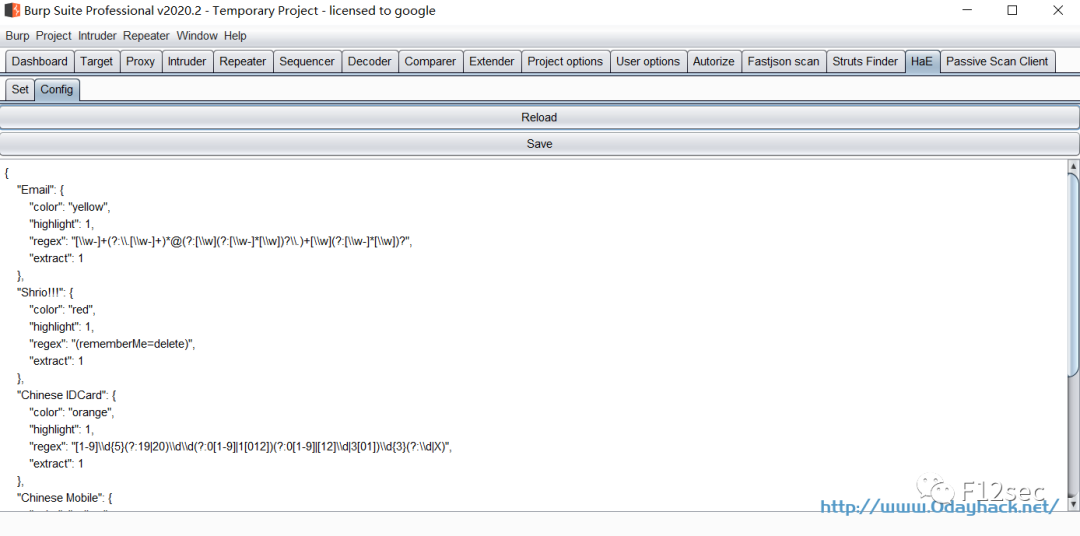 Burp Suite Professional v2020.2 - Temporary Project - licensed to google
Burp Project Intruder Repeater Window Help
Dashboard Target Proxy Intruder Repeater Sequencer Decoder Comparer Extender Project options User options Autorize Fastjson scan Struts Finder HaE Passive Scan Client
Set Config
Reload
Save
{
"Email": {
"color": "yellow",
"highlight": 1,
"regex": "[\\w-]+(?:\\.[\\w-]+)*@(?:[\\w](?:[\\w-]*[\\w])?\\.)+[\\w](?:[\\w-]*[\\w])?",
"extract": 1
},
"Shrio!!!": {
"color": "red",
"highlight": 1,
"regex": "(rememberMe=delete)",
"extract": 1
},
"Chinese IDCard": {
"color": "orange",
"highlight": 1,
"regex": "[1-9]\\d{5}(?:19|20)\\d\\d(?:0[1-9]|1[012])(?:0[1-9]|[12]\\d|3[01])\\d{3}(?:\\d|X)",
"extract": 1
},
"Chinese Mobile": {
F12sec
http://www.0dayhack.net/